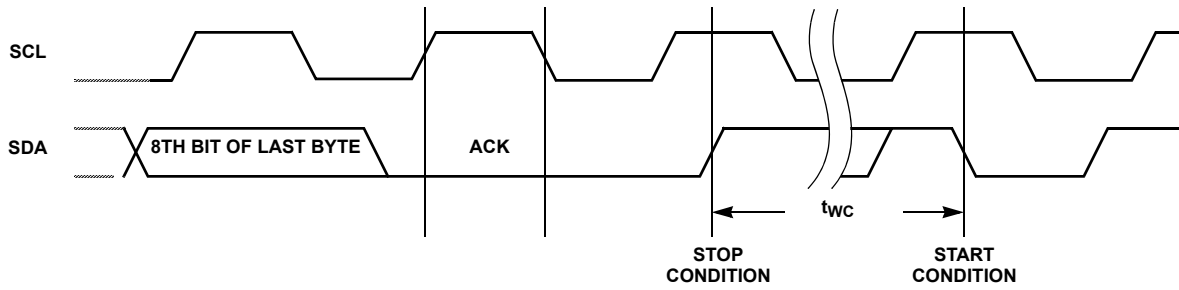 SCL
SDA
8TH BIT OF LAST BYTE
ACK
tWC
STOP
CONDITION
START
CONDITION